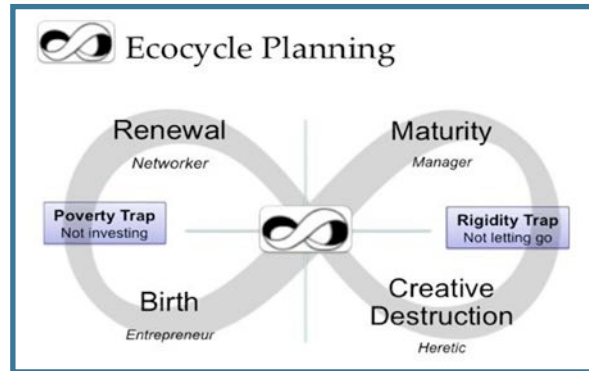 Ecocycle Planning
Renewal
Networker
Maturity
Manager
Poverty Trap
Not investing
Rigidity Trap
Not letting go
Birth
Entrepreneur
Creative
Destruction
Heretic